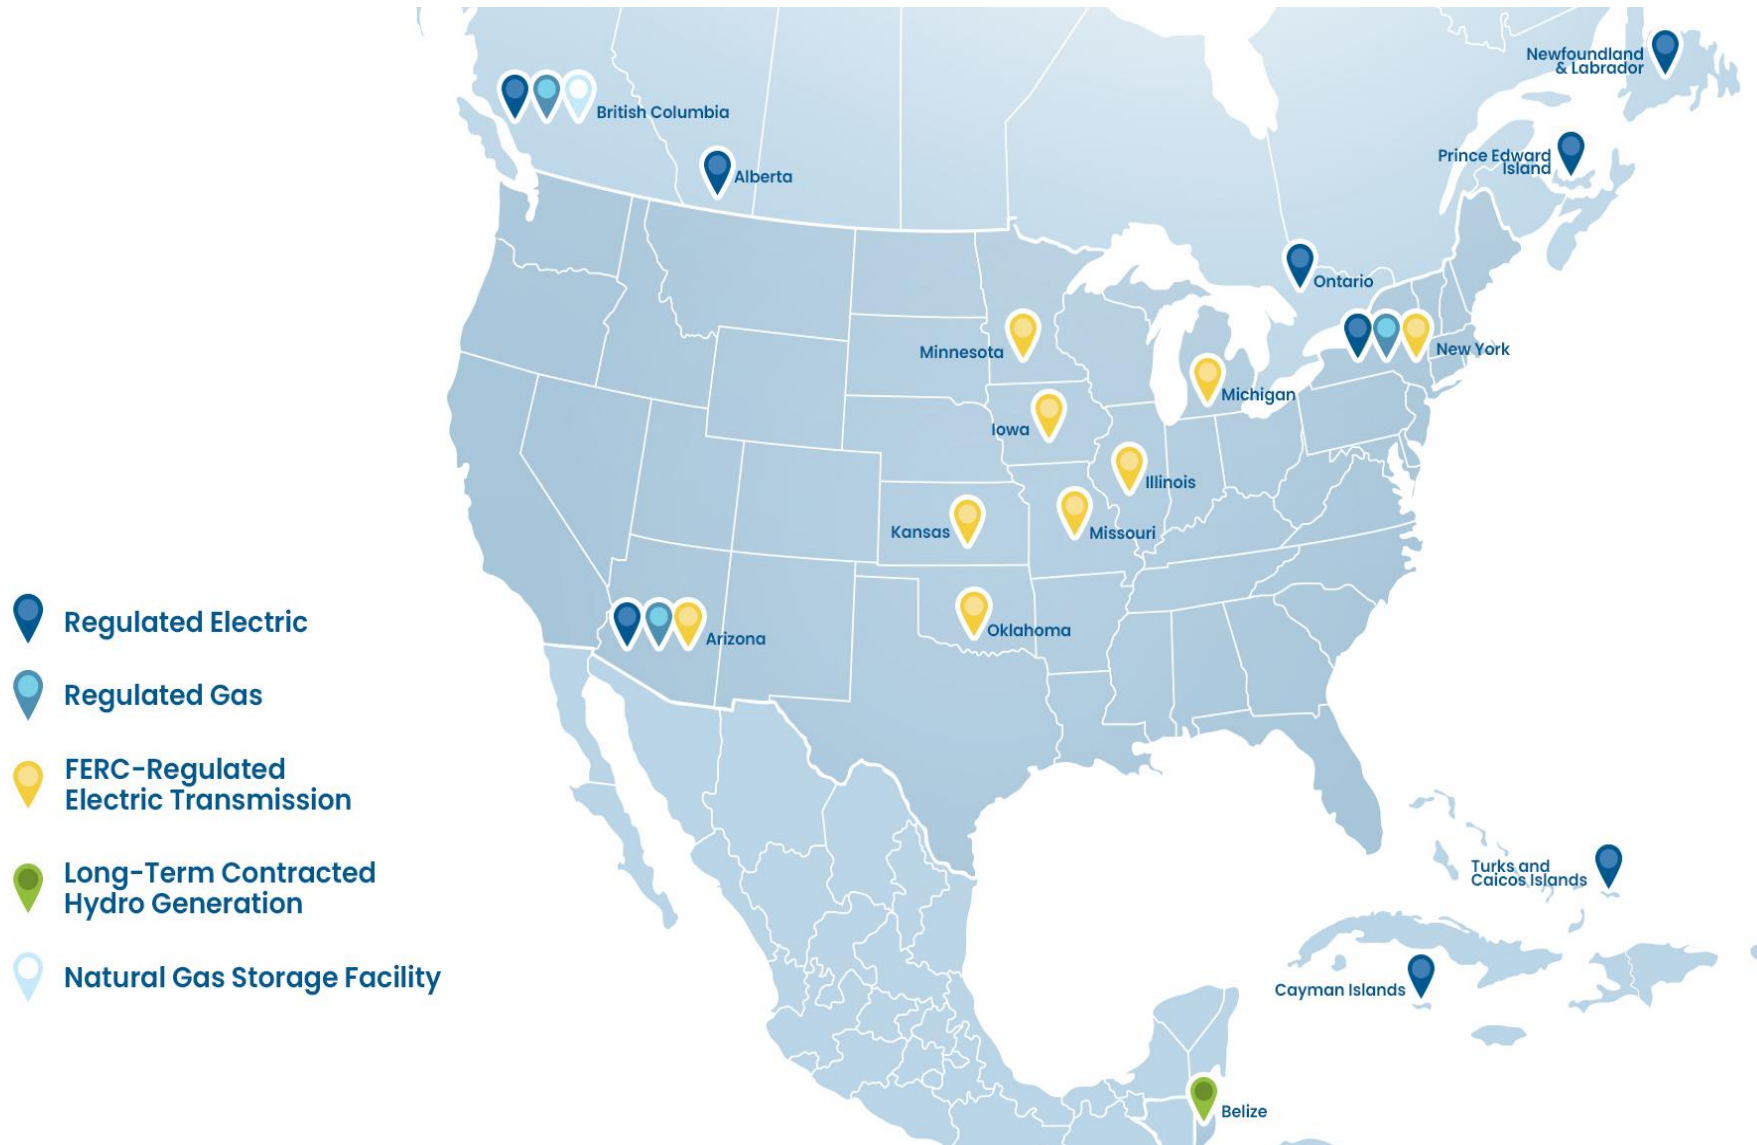 Newfoundland
& Labrador
British Columbia
Prince Edward
Island
Alberta
Ontario
Minnesota
New York
Michigan
Iowa
Illinois
Kansas
Missouri
Regulated Electric
Oklahoma
Arizona
Regulated Gas
FERC-Regulated
Electric Transmission
Long-Term Contracted
Hydro Generation
Turks and
Caicos Islands
Natural Gas Storage Facility
Cayman Islands
Belize